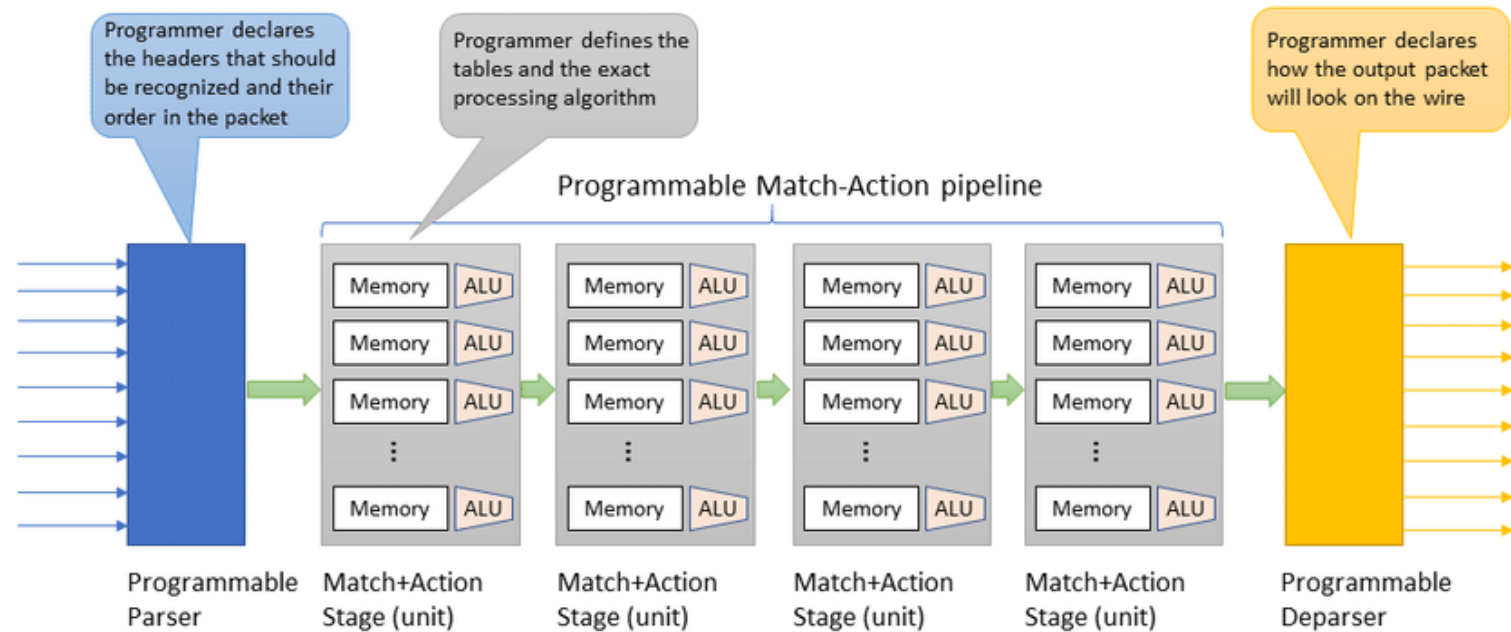 Programmer declares
the headers that should
be recognized and their
order in the packet
Programmer defines the
tables and the exact
processing algorithm
Programmer declares
how the output packet
will look on the wire
Programmable Match-Action pipeline
Memory ALU
Memory ALU
Memory ALU
⋮
Memory ALU
Memory ALU
Memory ALU
Memory ALU
⋮
Memory ALU
Memory ALU
Memory ALU
Memory ALU
⋮
Memory ALU
Memory ALU
Memory ALU
Memory ALU
⋮
Memory ALU
Programmable
Parser
Match+Action
Stage (unit)
Match+Action
Stage (unit)
Match+Action
Stage (unit)
Match+Action
Stage (unit)
Programmable
Deparser